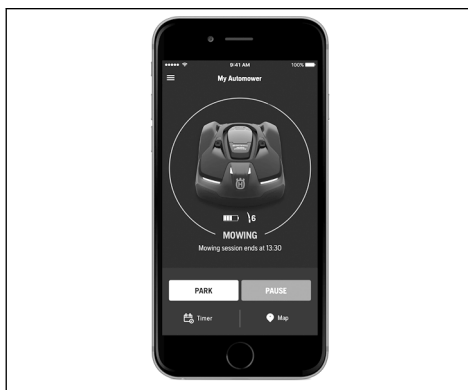 9:41 AM 100%
My Automower
6
MOWING
Mowing session ends at 13:30
PARK PAUSE
Timer Map